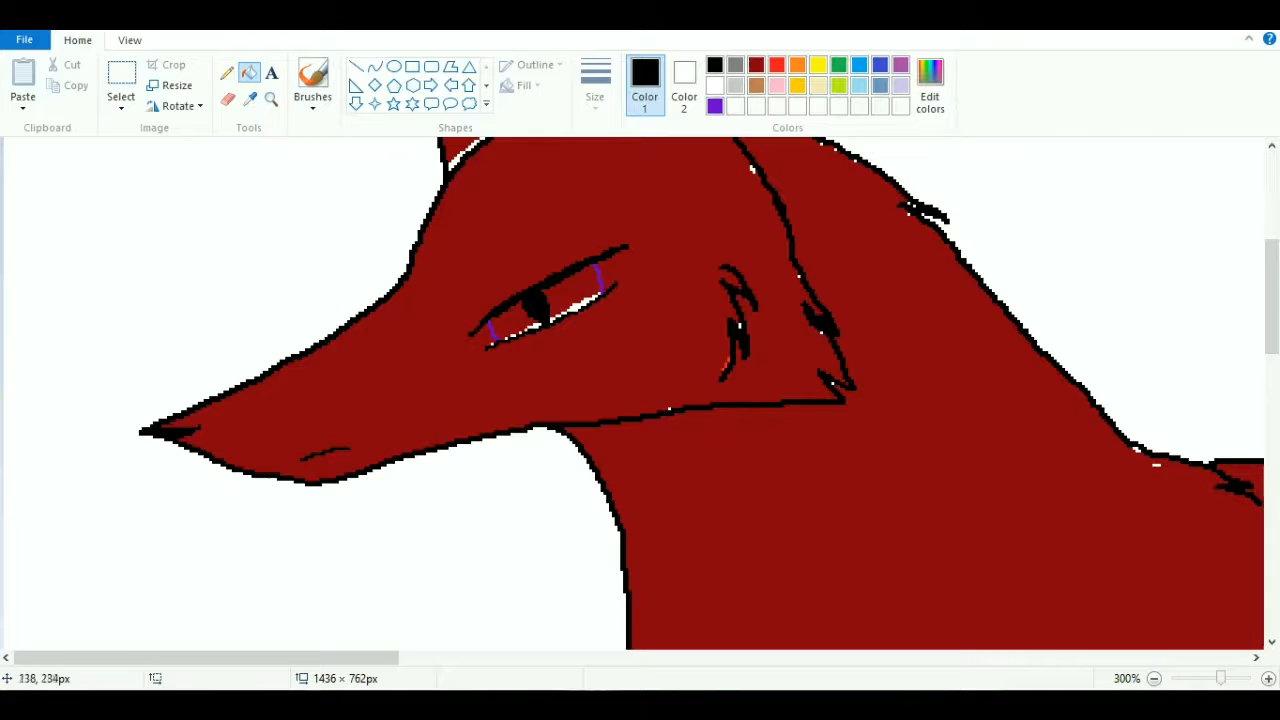 File Home View
Paste Cut Copy
Clipboard
Select Crop Resize Rotate
Image
A
Tools
Brushes
Outline Fill
Shapes
Size
Color 1 Color 2 Edit colors
Colors
138, 234px 1436 × 762px 300%